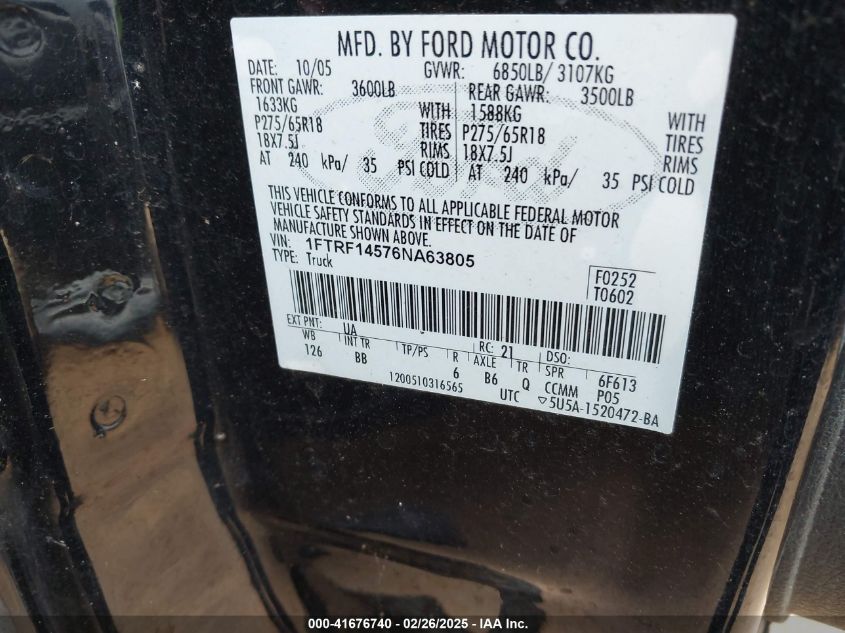 MFD. BY FORD MOTOR CO.
DATE: 10/05 GVWR: 6850LB/ 3107KG
FRONT GAWR: 3600LB REAR GAWR: 3500LB
1633KG WITH 1588KG WITH
P275/65R18 TIRES P275/65R18 TIRES
18X7.5J RIMS 18X7.5J RIMS
AT 240 kPa/ 35 PSI COLD AT 240 kPa/ 35 PSI COLD
THIS VEHICLE CONFORMS TO ALL APPLICABLE FEDERAL MOTOR
VEHICLE SAFETY STANDARDS IN EFFECT ON THE DATE OF
MANUFACTURE SHOWN ABOVE.
VIN: 1FTRF14576NA63805
TYPE: Truck
F0252
T0602
EXT PNT: UA RC: 21 DSO:
WB INT TR TP/PS R AXLE TR SPR 6F613
126 BB 6 B6 Q CCMM P05
1200510316565 UTC ▽5U5A-1520472-BA
Ford
000-41676740 / 02/26/2025 - IAA Inc.